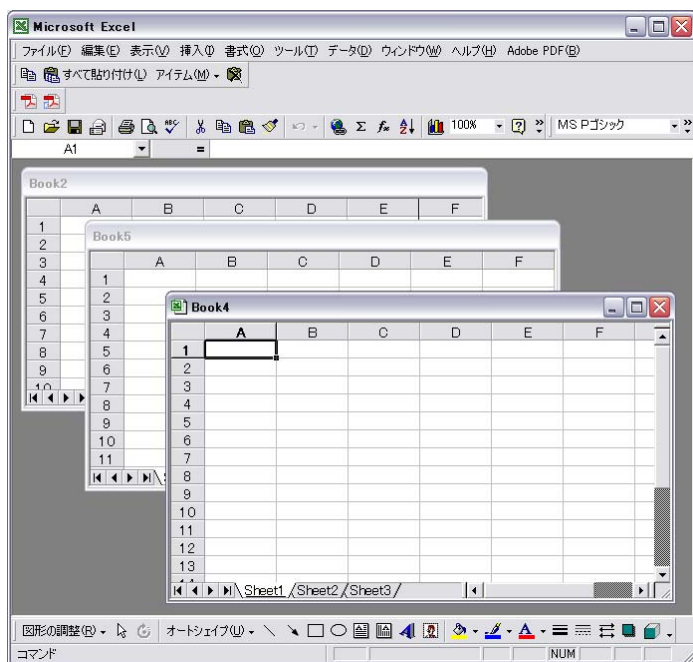 Microsoft Excel
ファイル(F) 編集(E) 表示(V) 挿入(I) 書式(O) ツール(T) データ(D) ウィンドウ(W) ヘルプ(H) Adobe PDF(B)
すべて貼り付け(L) アイテム(M)
100% MS Pゴシック
A1 =
Book2
A B C D E F
1
2
3
4
5
6
7
8
9
10
Book5
A B C D E F
1
2
3
4
5
6
7
8
9
10
11
Book4
A B C D E F
1
2
3
4
5
6
7
8
9
10
11
12
13
Sheet1 Sheet2 Sheet3
図形の調整(R) オートシェイプ(U)
コマンド NUM